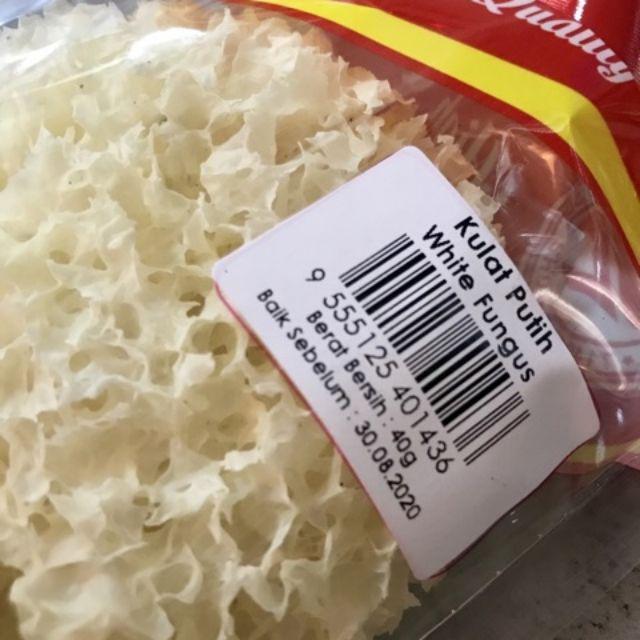 Kulat Putih
White Fungus
9 555125 401436
Berat Bersih : 40g
Baik Sebelum : 30.08.2020